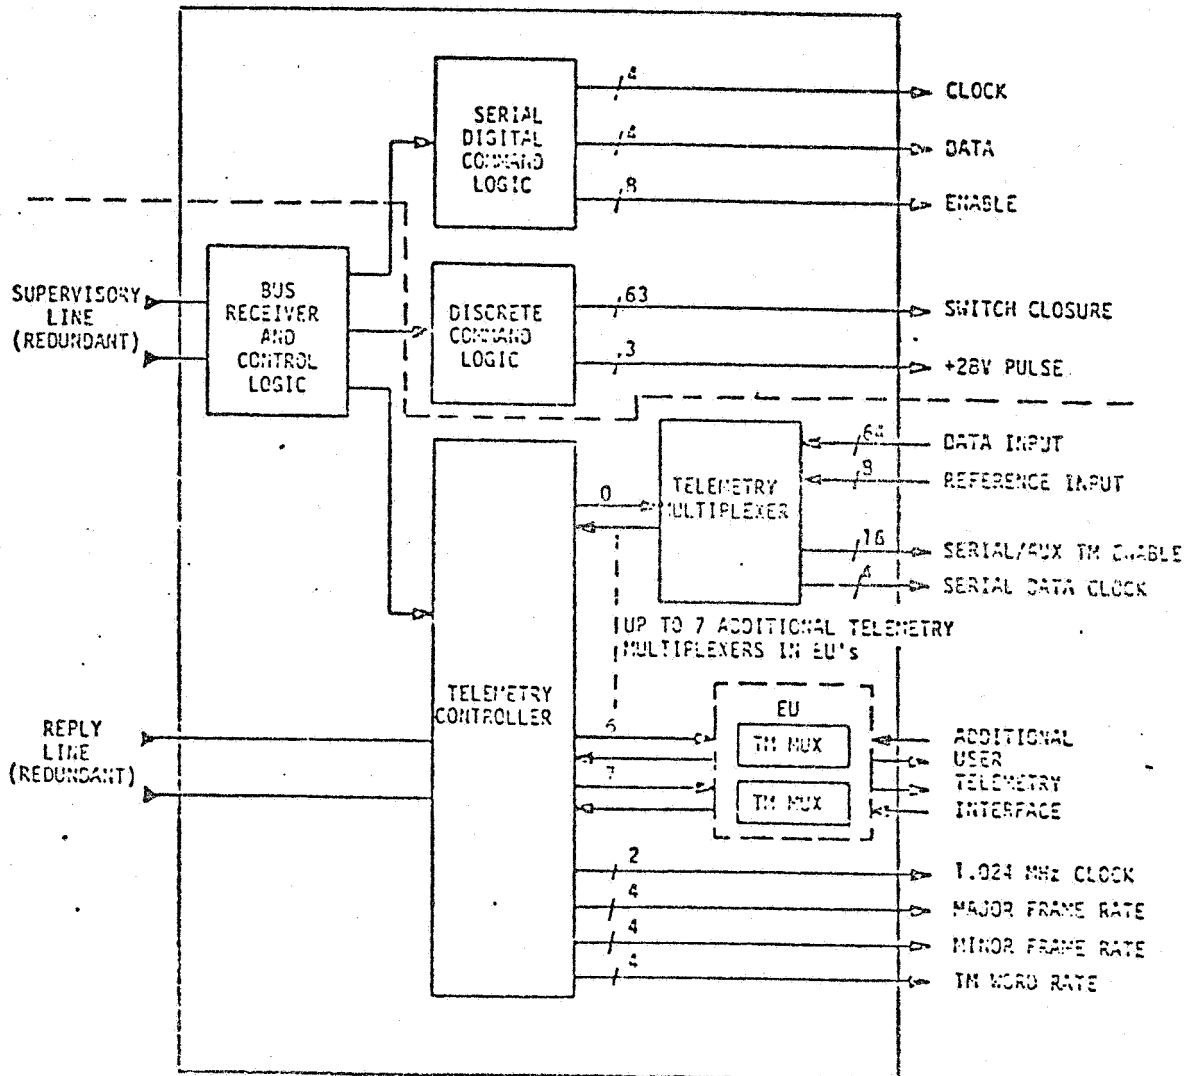 4
CLOCK
SERIAL
DIGITAL
COMMAND
LOGIC
4
DATA
8
ENABLE
SUPERVISORY
LINE
(REDUNDANT)
BUS
RECEIVER
AND
CONTROL
LOGIC
DISCRETE
COMMAND
LOGIC
63
SWITCH CLOSURE
3
+28V PULSE
TELEMETRY
MULTIPLEXER
64
DATA INPUT
8
REFERENCE INPUT
16
SERIAL/AUX TM ENABLE
4
SERIAL DATA CLOCK
0
UP TO 7 ADDITIONAL TELEMETRY
MULTIPLEXERS IN EU's
TELEMETRY
CONTROLLER
REPLY
LINE
(REDUNDANT)
6
7
EU
TM MUX
TM MUX
ADDITIONAL
USER
TELEMETRY
INTERFACE
2
1.024 MHz CLOCK
4
MAJOR FRAME RATE
4
MINOR FRAME RATE
4
TM WORD RATE